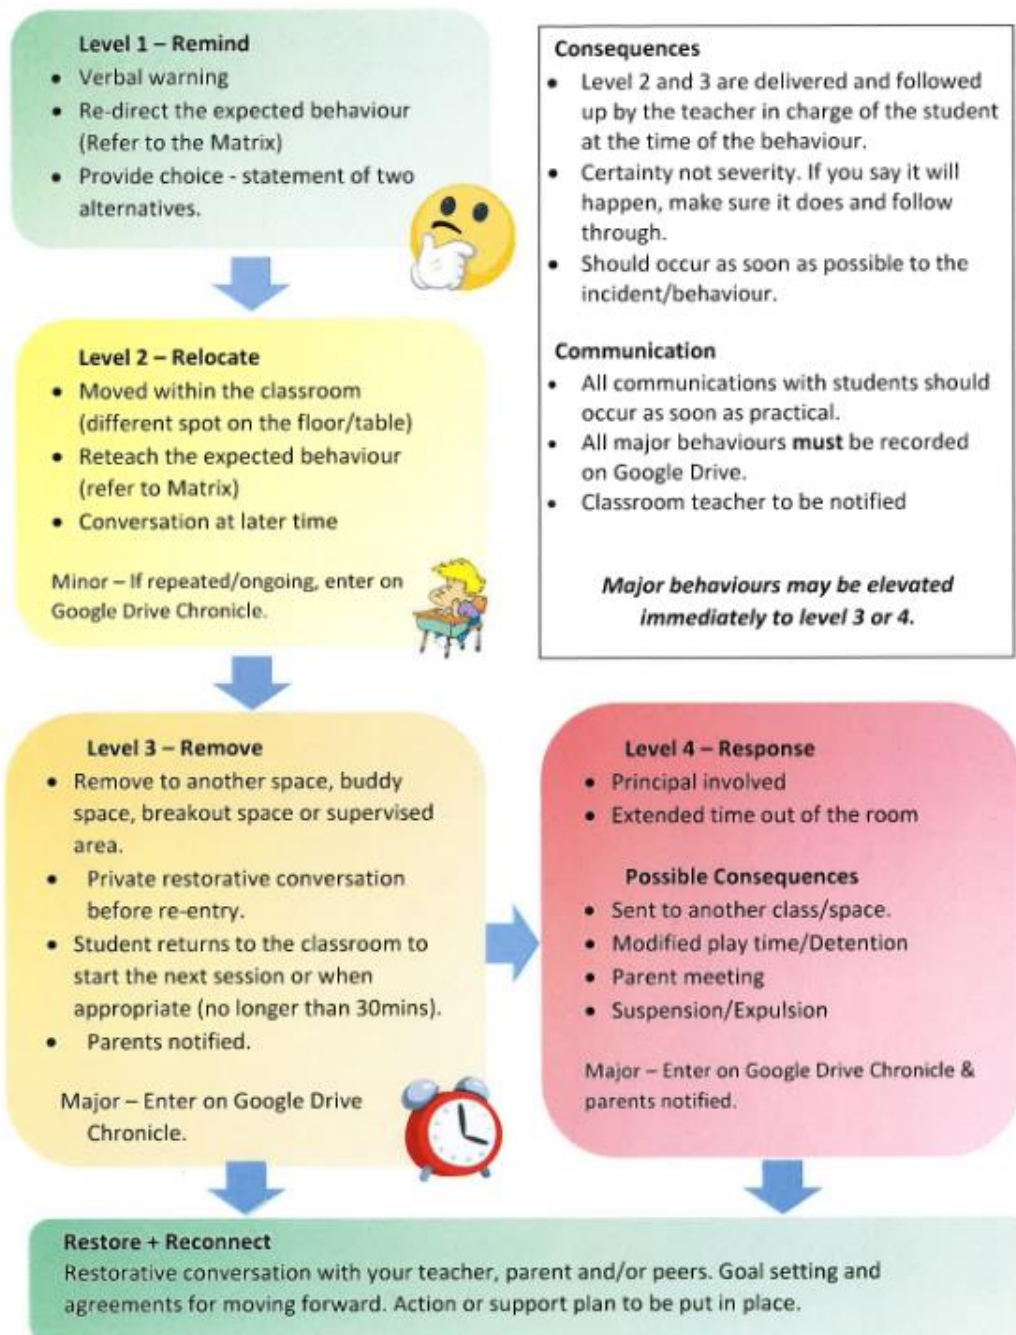 Level 1 – Remind
• Verbal warning
• Re-direct the expected behaviour
(Refer to the Matrix)
• Provide choice - statement of two
alternatives.
Consequences
• Level 2 and 3 are delivered and followed
up by the teacher in charge of the student
at the time of the behaviour.
• Certainty not severity. If you say it will
happen, make sure it does and follow
through.
• Should occur as soon as possible to the
incident/behaviour.
Communication
• All communications with students should
occur as soon as practical.
• All major behaviours must be recorded
on Google Drive.
• Classroom teacher to be notified
Major behaviours may be elevated
immediately to level 3 or 4.
Level 2 – Relocate
• Moved within the classroom
(different spot on the floor/table)
• Reteach the expected behaviour
(refer to Matrix)
• Conversation at later time
Minor – If repeated/ongoing, enter on
Google Drive Chronicle.
Level 3 – Remove
• Remove to another space, buddy
space, breakout space or supervised
area.
• Private restorative conversation
before re-entry.
• Student returns to the classroom to
start the next session or when
appropriate (no longer than 30mins).
• Parents notified.
Major – Enter on Google Drive
Chronicle.
Level 4 – Response
• Principal involved
• Extended time out of the room
Possible Consequences
• Sent to another class/space.
• Modified play time/Detention
• Parent meeting
• Suspension/Expulsion
Major – Enter on Google Drive Chronicle &
parents notified.
Restore + Reconnect
Restorative conversation with your teacher, parent and/or peers. Goal setting and
agreements for moving forward. Action or support plan to be put in place.